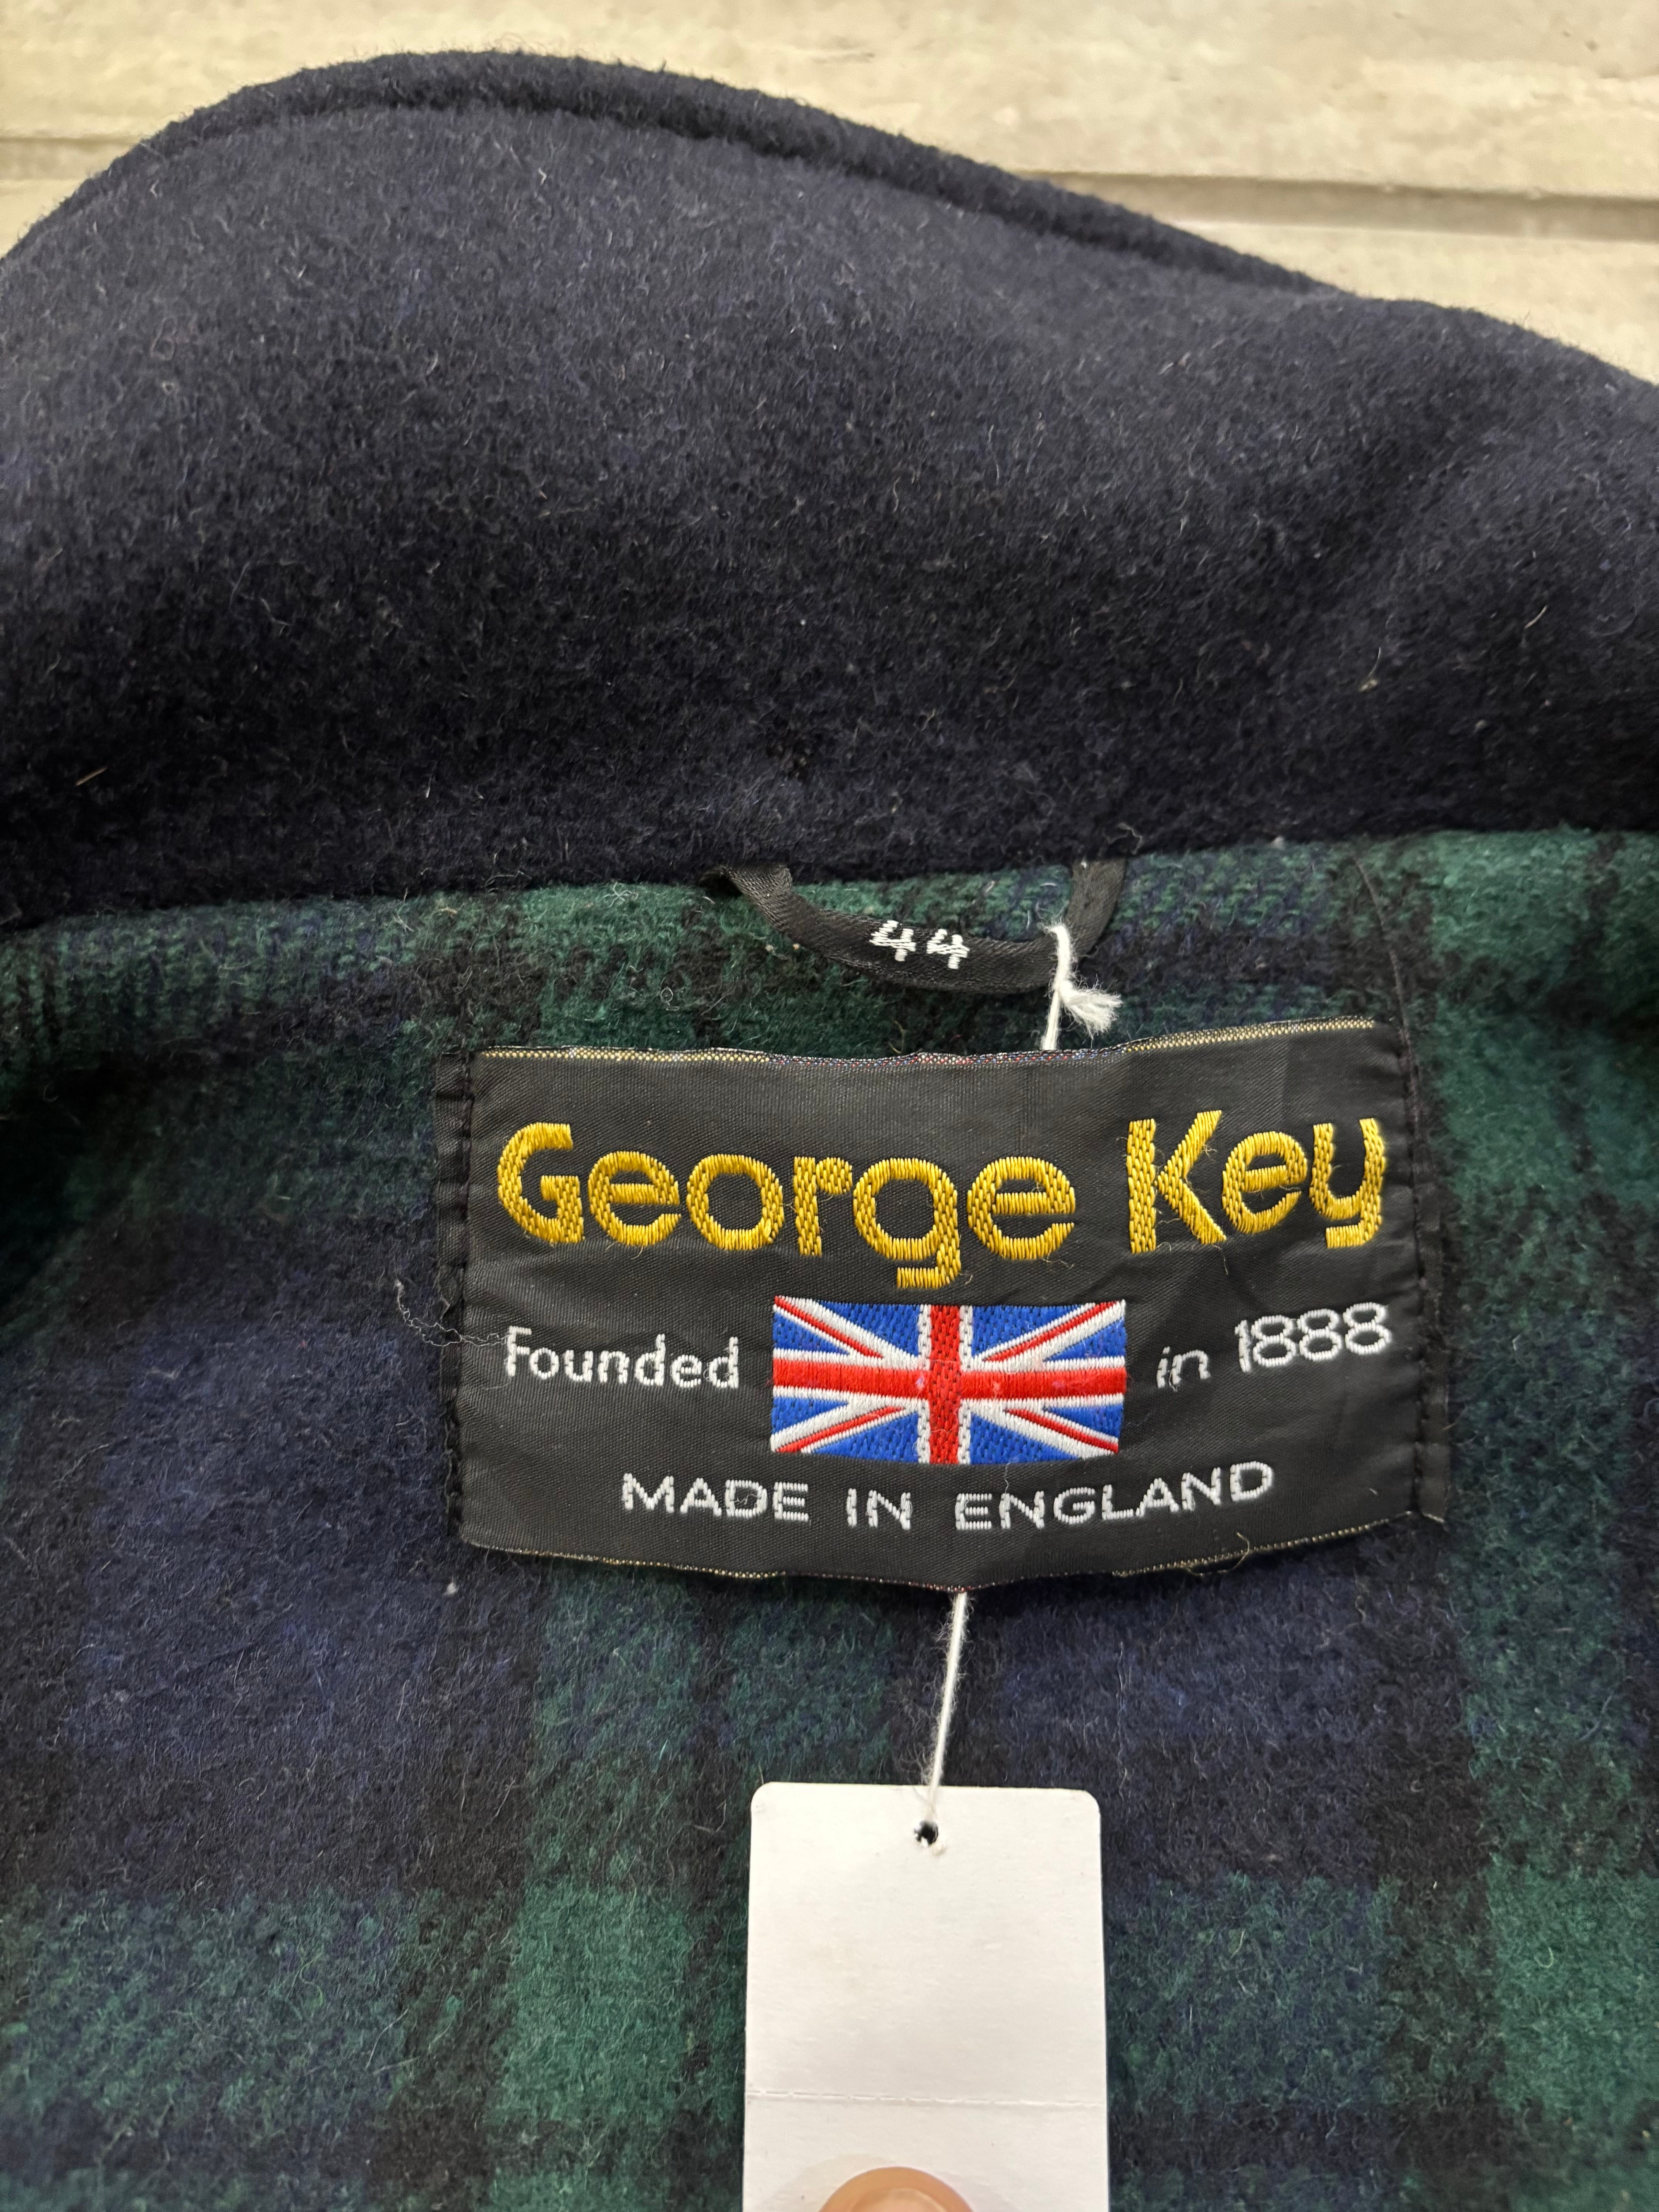 44
George Key
Founded in 1888
MADE IN ENGLAND